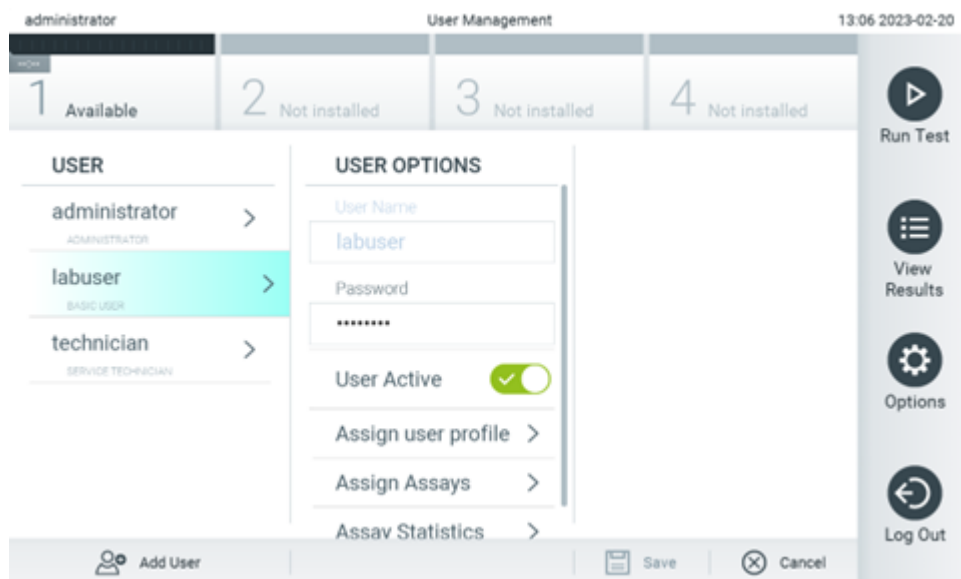 administrator User Management 13:06 2023-02-20
1 Available 2 Not installed 3 Not installed 4 Not installed
USER
administrator
ADMINISTRATOR
labuser
BASIC USER
technician
SERVICE TECHNICIAN
USER OPTIONS
User Name
labuser
Password
••••••••
User Active
Assign user profile
Assign Assays
Assay Statistics
Run Test
View
Results
Options
Log Out
Add User Save Cancel